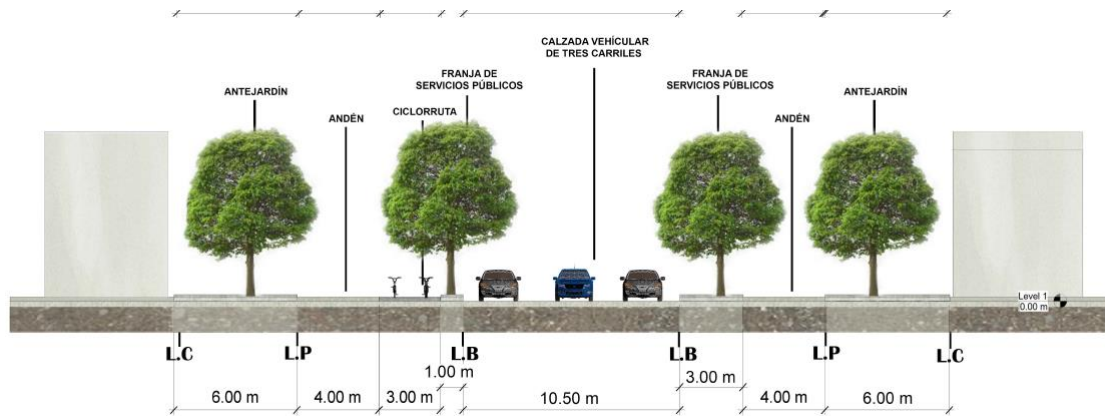 CALZADA VEHÍCULAR
DE TRES CARRILES
FRANJA DE
SERVICIOS PÚBLICOS
FRANJA DE
SERVICIOS PÚBLICOS
ANTEJARDÍN
ANTEJARDÍN
CICLORRUTA
ANDÉN
ANDÉN
Level 1
0.00 m
L.C
L.P
L.B
L.B
L.P
L.C
1.00 m
3.00 m
6.00 m
4.00 m
3.00 m
10.50 m
4.00 m
6.00 m